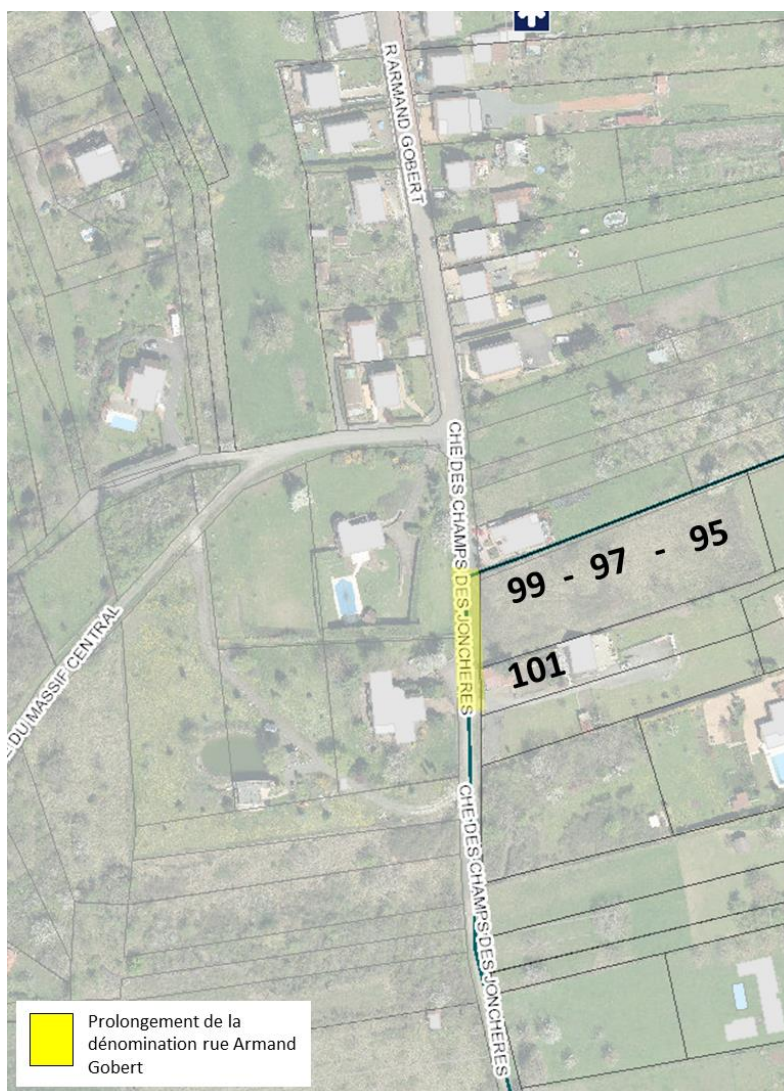 R ARMAND GOBERT
CHE DES CHAMPS DES JONCHERES
99 - 97 - 95
101
E DU MASSIF CENTRAL
CHE DES CHAMPS DES JONCHERES
Prolongement de la
dénomination rue Armand
Gobert